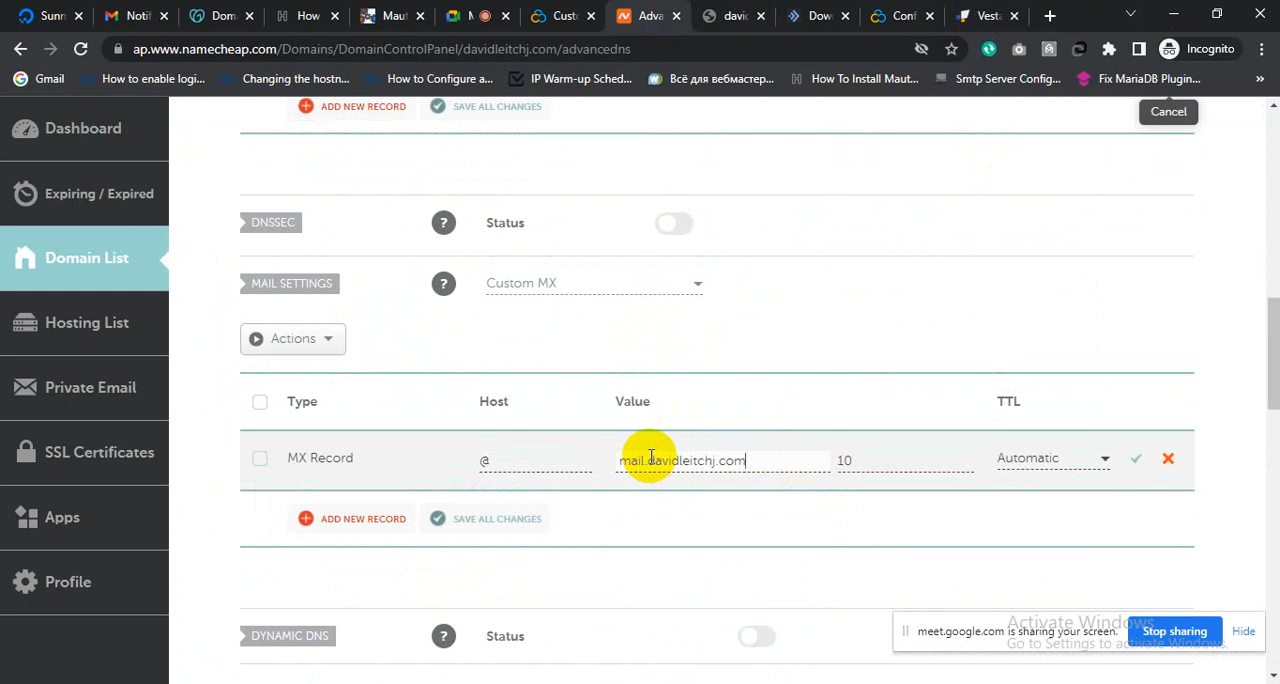 Sunn
Notif
Dom
How
Maut
M
Custo
Adva
davic
Dow
Conf
Vesta
ap.www.namecheap.com/Domains/DomainControlPanel/davidleitchj.com/advancedns
Incognito
Gmail
How to enable logi...
Changing the hostn...
How to Configure a...
IP Warm-up Sched...
Всё для вебмастер...
How To Install Maut...
Smtp Server Config...
Fix MariaDB Plugin...
»
Dashboard
Expiring / Expired
Domain List
Hosting List
Private Email
SSL Certificates
Apps
Profile
ADD NEW RECORD
SAVE ALL CHANGES
Cancel
DNSSEC
?
Status
MAIL SETTINGS
?
Custom MX
Actions
Type
Host
Value
TTL
MX Record
@
mail.davidleitchj.com
10
Automatic
ADD NEW RECORD
SAVE ALL CHANGES
DYNAMIC DNS
?
Status
Activate Windows
Go to Settings to activate Windows.
meet.google.com is sharing your screen.
Stop sharing
Hide